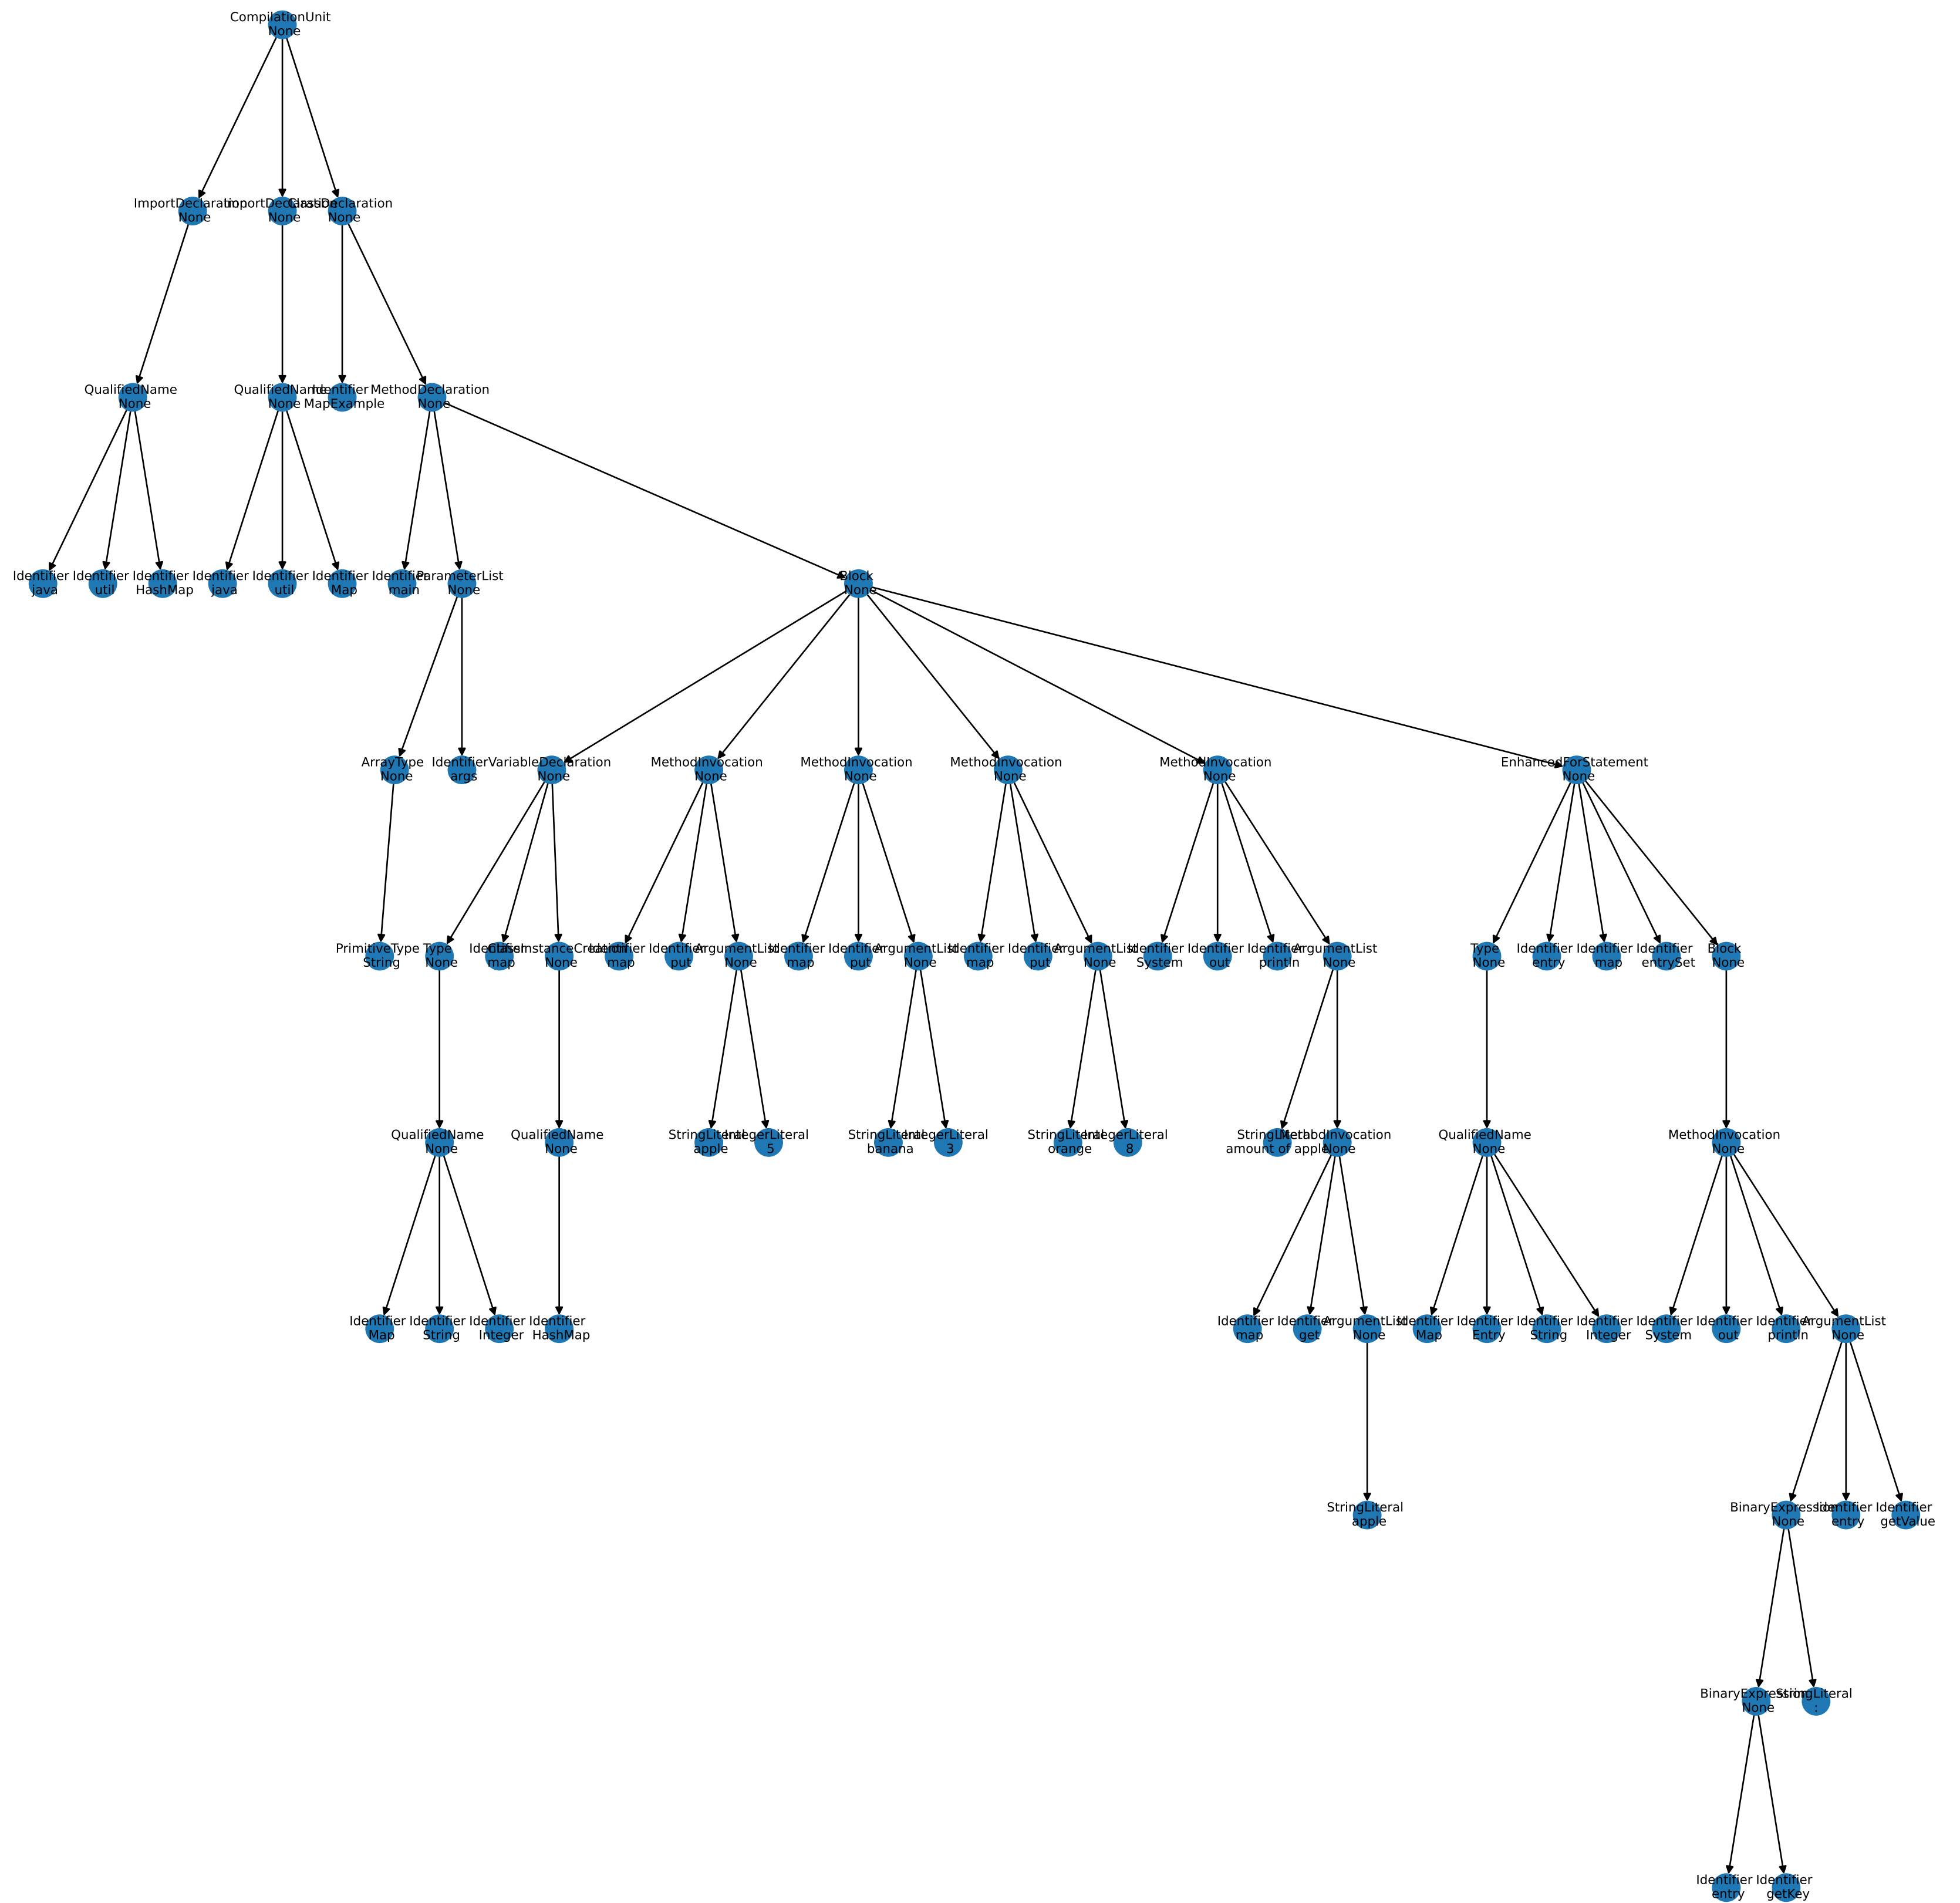 CompilationUnit
None
ImportDeclaration
None
ImportDeclaration
None
ClassDeclaration
None
QualifiedName
None
QualifiedName
None
Identifier
MapExample
MethodDeclaration
None
Identifier
java
Identifier
util
Identifier
HashMap
Identifier
java
Identifier
util
Identifier
Map
Identifier
main
ParameterList
None
Block
None
ArrayType
None
Identifier
args
VariableDeclaration
None
MethodInvocation
None
MethodInvocation
None
MethodInvocation
None
MethodInvocation
None
EnhancedForStatement
None
PrimitiveType
String
Type
None
Identifier
map
ClassInstanceCreation
None
Identifier
map
Identifier
put
ArgumentList
None
Identifier
map
Identifier
put
ArgumentList
None
Identifier
map
Identifier
put
ArgumentList
None
Identifier
System
Identifier
out
Identifier
println
ArgumentList
None
Type
None
Identifier
entry
Identifier
map
Identifier
entrySet
Block
None
QualifiedName
None
QualifiedName
None
StringLiteral
apple
IntegerLiteral
5
StringLiteral
banana
IntegerLiteral
3
StringLiteral
orange
IntegerLiteral
8
StringLiteral
amount of apple
MethodInvocation
None
QualifiedName
None
MethodInvocation
None
Identifier
Map
Identifier
String
Identifier
Integer
Identifier
HashMap
Identifier
map
Identifier
get
ArgumentList
None
Identifier
Map
Identifier
Entry
Identifier
String
Identifier
Integer
Identifier
System
Identifier
out
Identifier
println
ArgumentList
None
StringLiteral
apple
BinaryExpression
None
Identifier
entry
Identifier
getValue
BinaryExpression
None
StringLiteral
:
Identifier
entry
Identifier
getKey